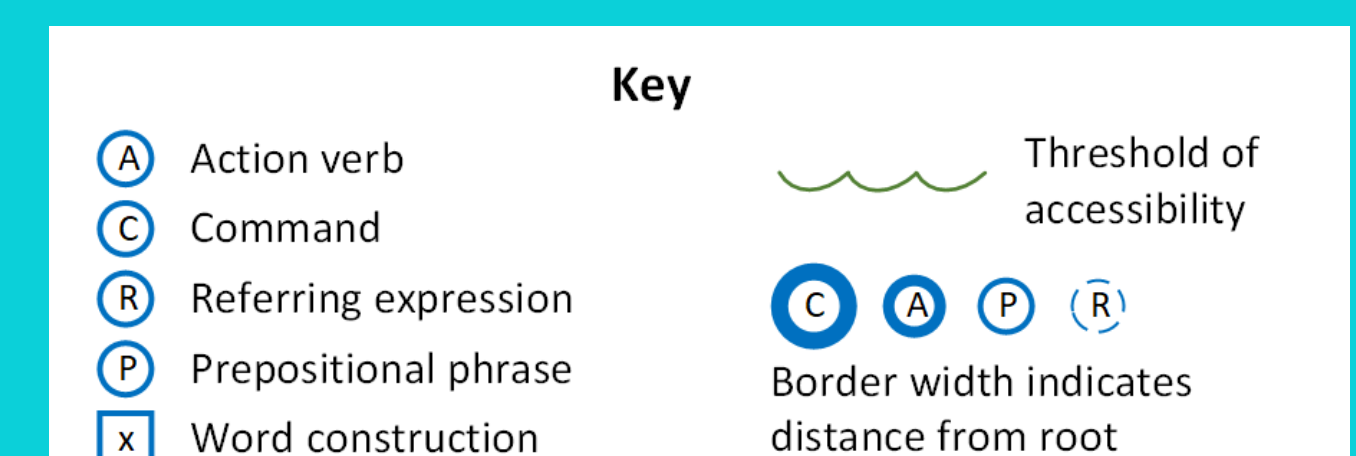 Key
A Action verb
C Command
R Referring expression
P Prepositional phrase
x Word construction
Threshold of
accessibility
C A P R
Border width indicates
distance from root